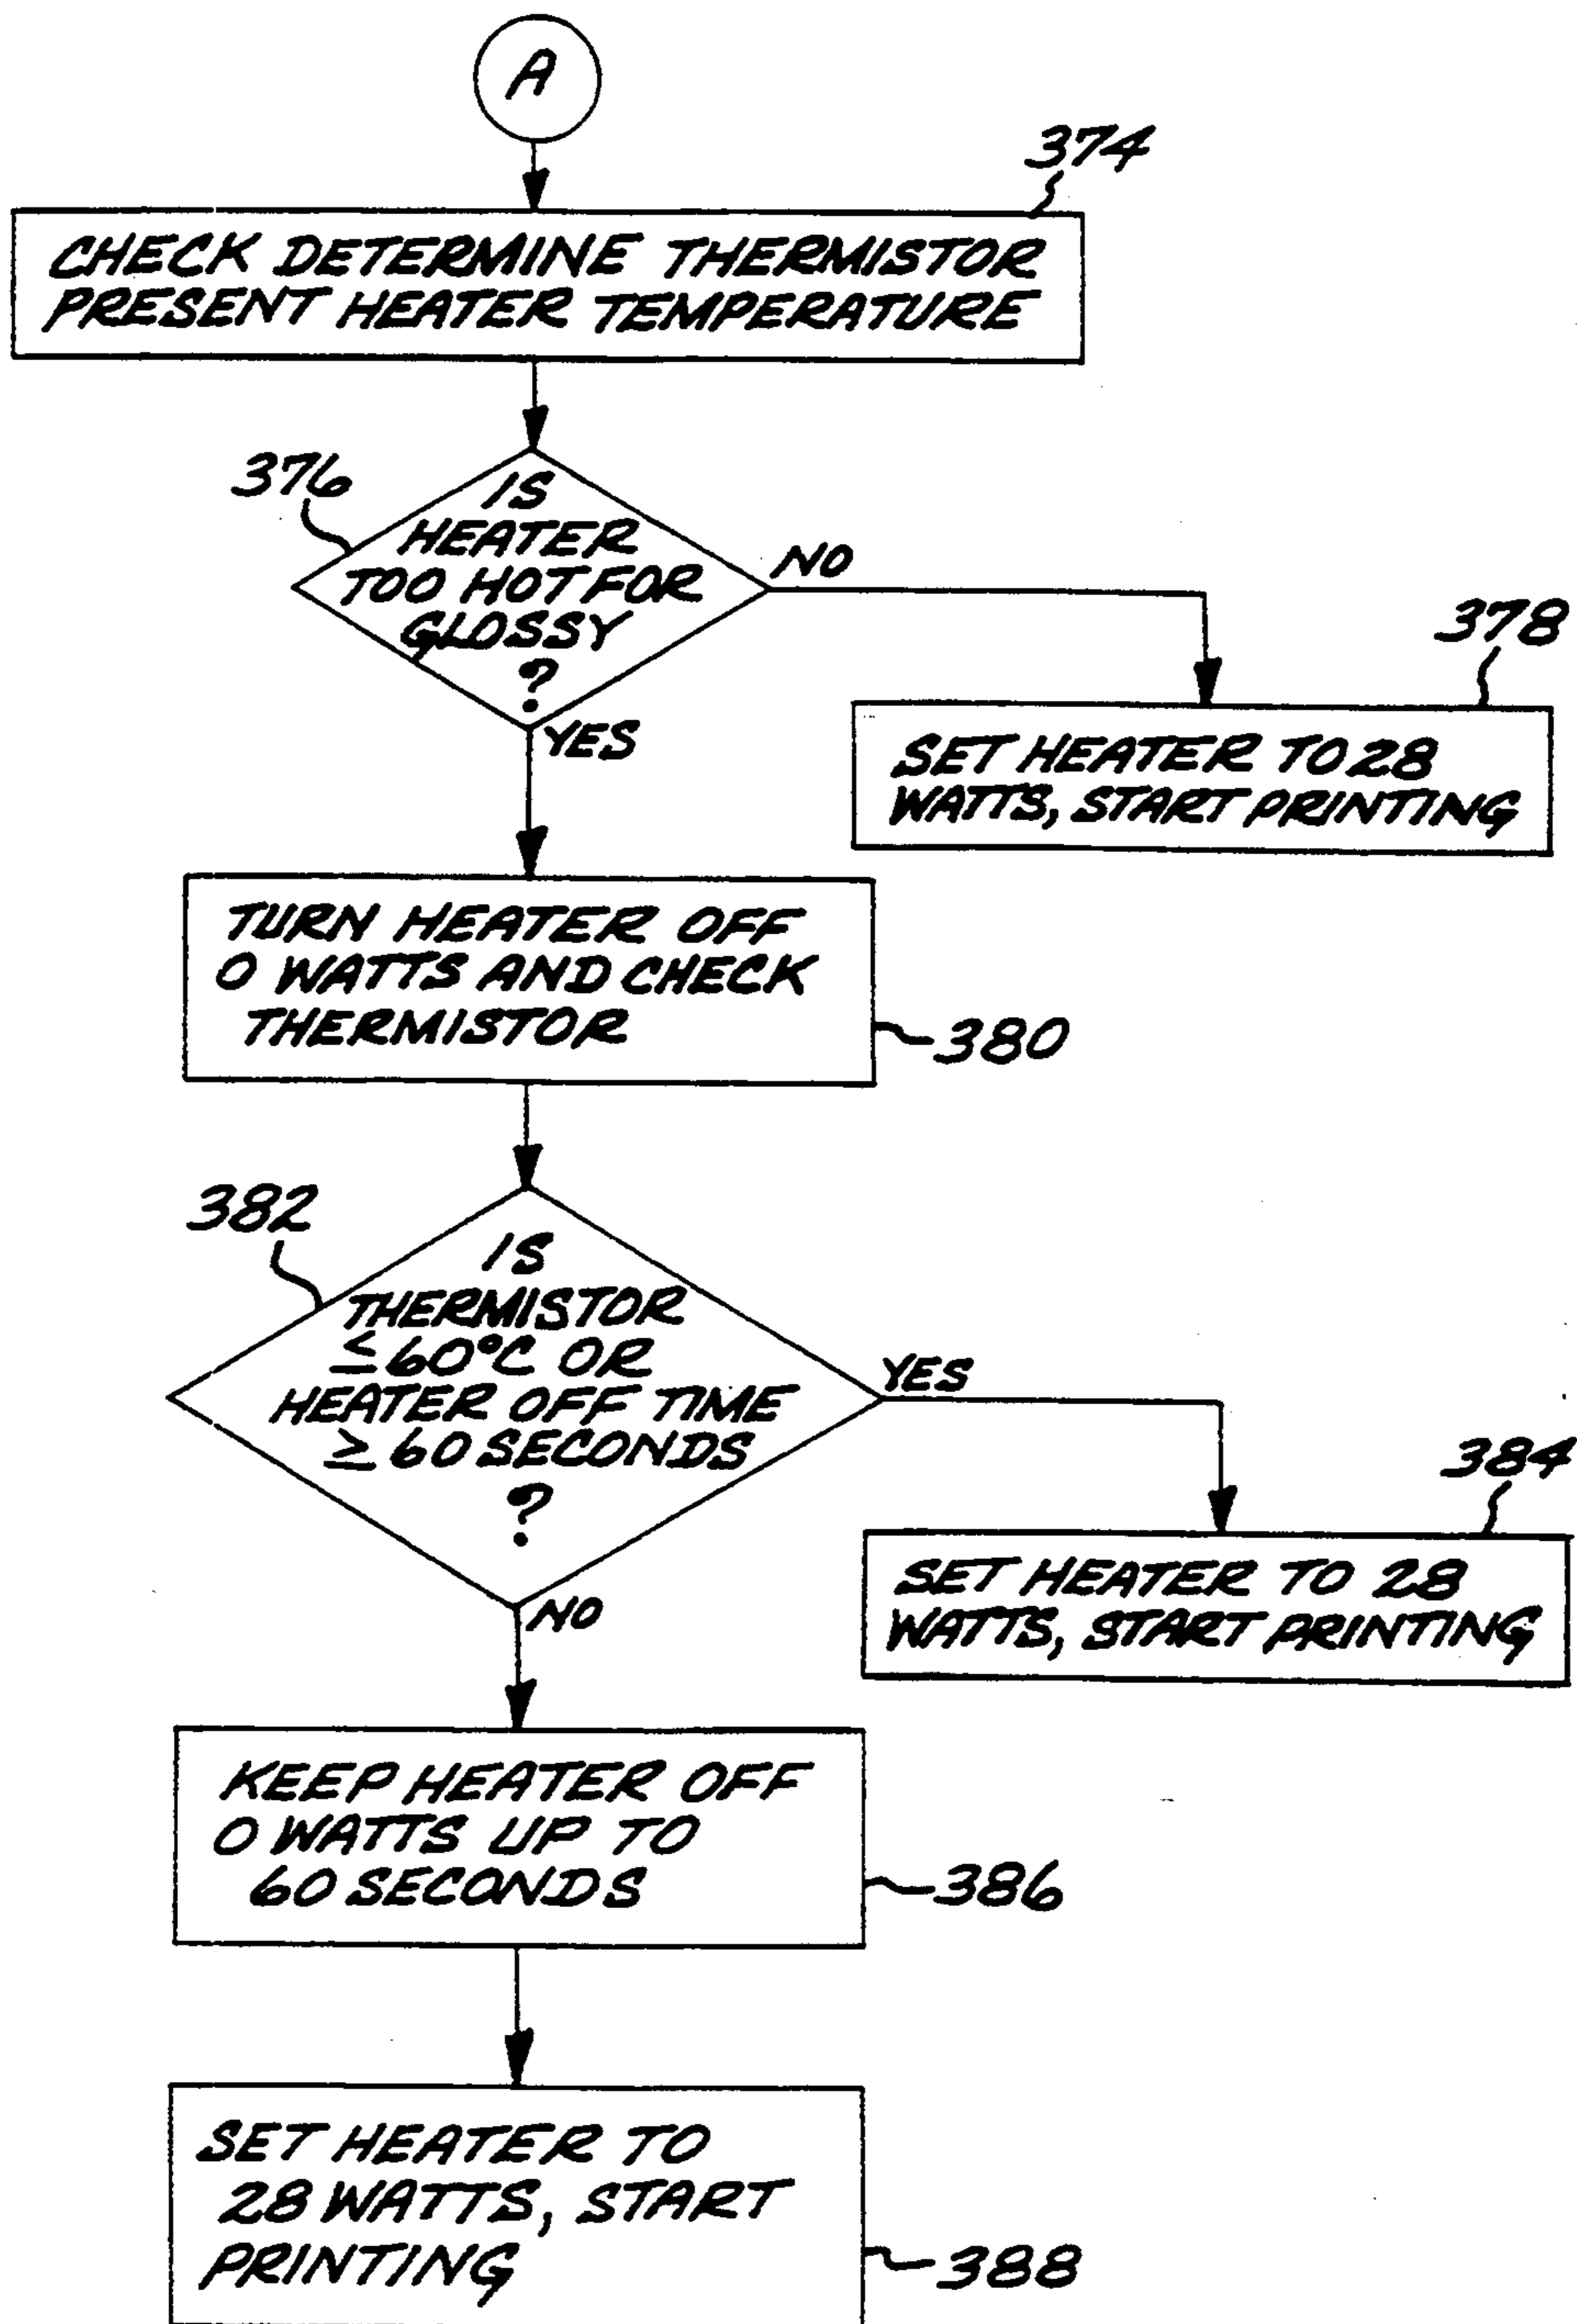 A
374
CHECK DETERMINE THERMISTOR
PRESENT HEATER TEMPERATURE
376
IS
HEATER
TOO HOT FOR
GLOSSY
?
NO
YES
378
SET HEATER TO 28
WATTS, START PRINTING
TURN HEATER OFF
0 WATTS AND CHECK
THERMISTOR
380
382
IS
THERMISTOR
≤60°C OR
HEATER OFF TIME
≥ 60 SECONDS
?
YES
NO
384
SET HEATER TO 28
WATTS, START PRINTING
KEEP HEATER OFF
0 WATTS UP TO
60 SECONDS
386
SET HEATER TO
28 WATTS, START
PRINTING
388